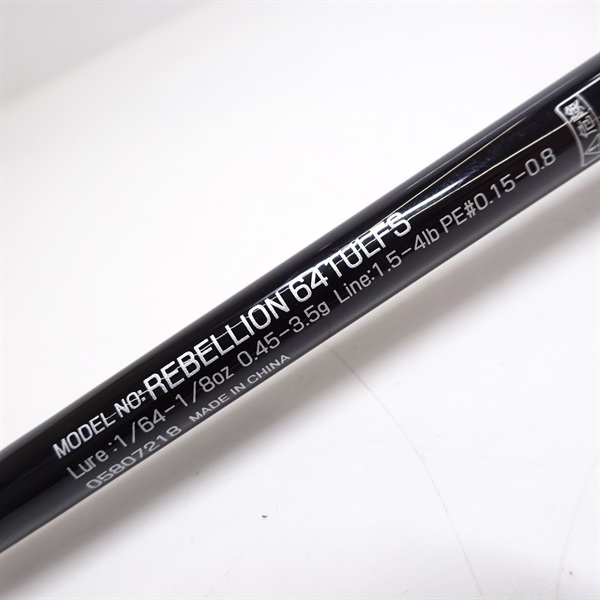 MODEL NO:REBELLION 641ULFS
Lure:1/64-1/8oz 0.45-3.5g Line:1.5-4lb PE#0.15-0.8
05807218 MADE IN CHINA